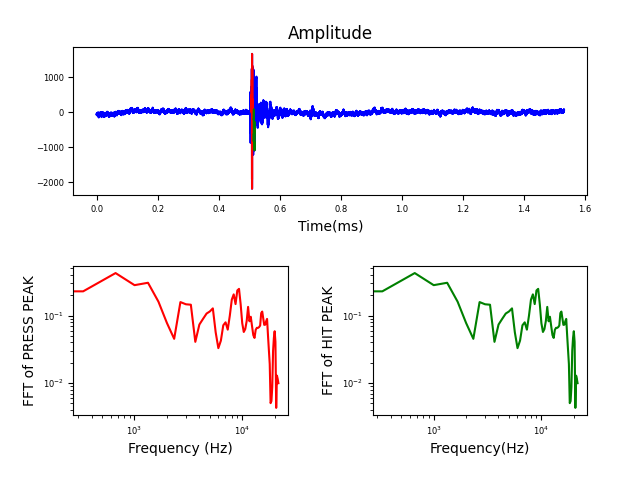 Amplitude
1000
0
−1000
−2000
0.0 0.2 0.4 0.6 0.8 1.0 1.2 1.4 1.6
Time(ms)
FFT of PRESS PEAK
10⁻¹
10⁻²
10³ 10⁴
Frequency (Hz)
FFT of HIT PEAK
10⁻¹
10⁻²
10³ 10⁴
Frequency(Hz)